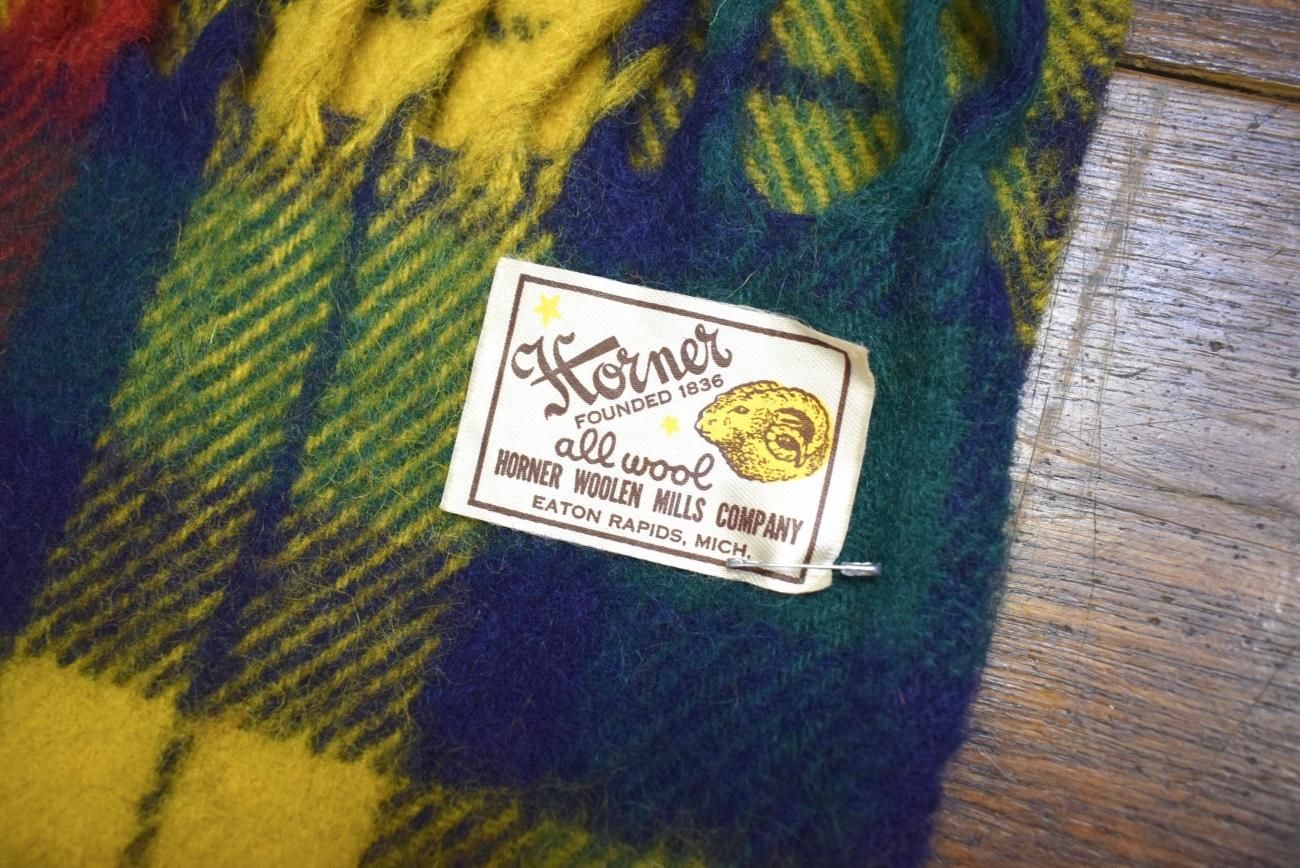 Horner
FOUNDED 1836
all wool
HORNER WOOLEN MILLS COMPANY
EATON RAPIDS, MICH.